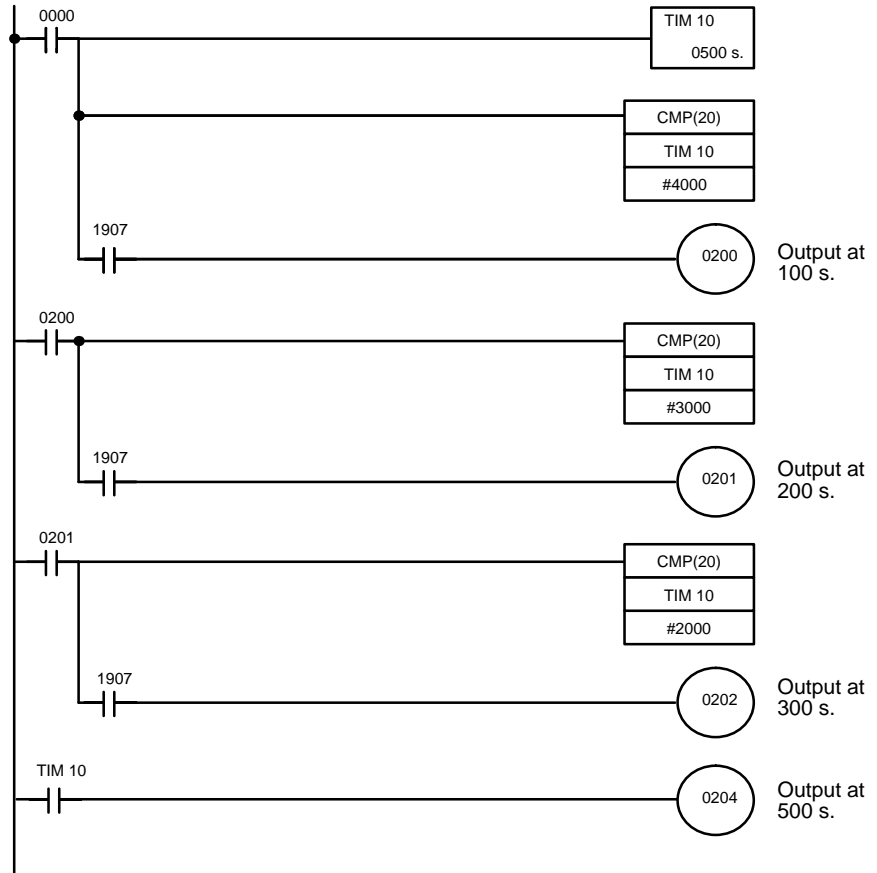 0000
TIM 10
0500 s.
CMP(20)
TIM 10
#4000
1907
0200
Output at
100 s.
0200
CMP(20)
TIM 10
#3000
1907
0201
Output at
200 s.
0201
CMP(20)
TIM 10
#2000
1907
0202
Output at
300 s.
TIM 10
0204
Output at
500 s.